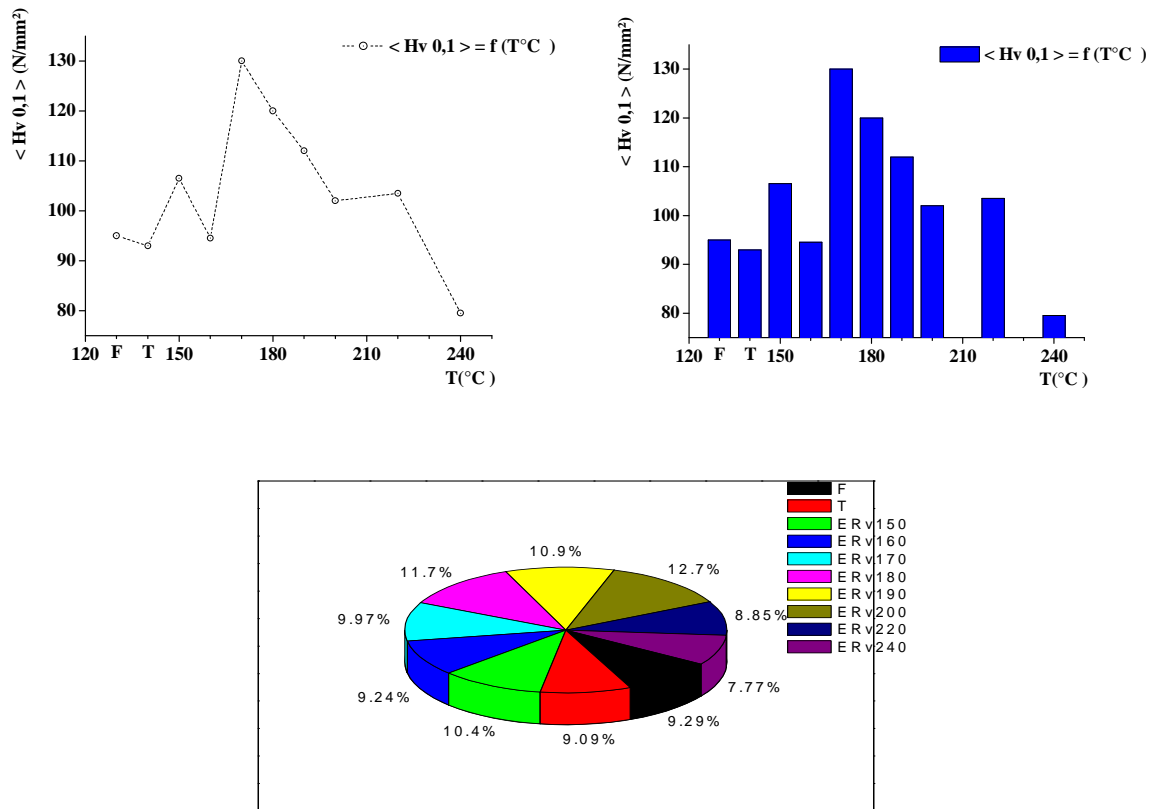 < Hv 0,1 > (N/mm²)
< Hv 0,1 > = f (T°C )
130
120
110
100
90
80
120 F T 150 180 210 240
T(°C )
< Hv 0,1 > (N/mm²)
< Hv 0,1 > = f (T°C )
130
120
110
100
90
80
120 F T 150 180 210 240
T(°C )
F
T
ERv150
ERv160
ERv170
ERv180
ERv190
ERv200
ERv220
ERv240
10.9%
11.7%
12.7%
9.97%
8.85%
9.24%
7.77%
10.4%
9.09%
9.29%